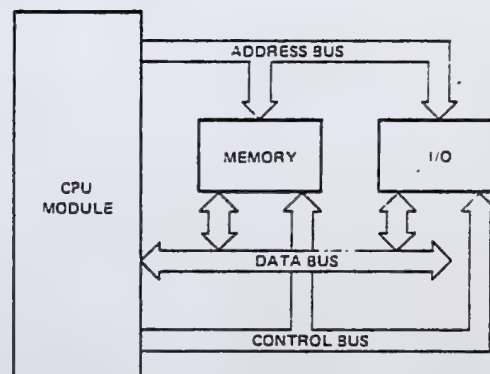 ADDRESS BUS
MEMORY
I/O
CPU
MODULE
DATA BUS
CONTROL BUS